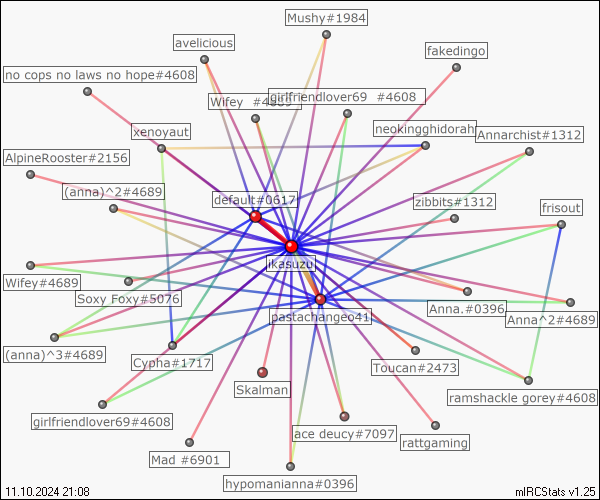 Mushy#1984
avelicious
fakedingo
no cops no laws no hope#4608
Wifey #4689
girlfriendlover69 #4608
xenoyaut
neokingghidorah
Annarchist#1312
AlpineRooster#2156
(anna)^2#4689
default#0617
zibbits#1312
frisout
ikasuzu
Wifey#4689
Soxy Foxy#5076
Anna.#0396
Anna^2#4689
pastachangeo41
(anna)^3#4689
Cypha#1717
Toucan#2473
Skalman
ramshackle gorey#4608
girlfriendlover69#4608
ace deucy#7097
rattgaming
Mad #6901
hypomanianna#0396
11.10.2024 21:08
mIRCStats v1.25